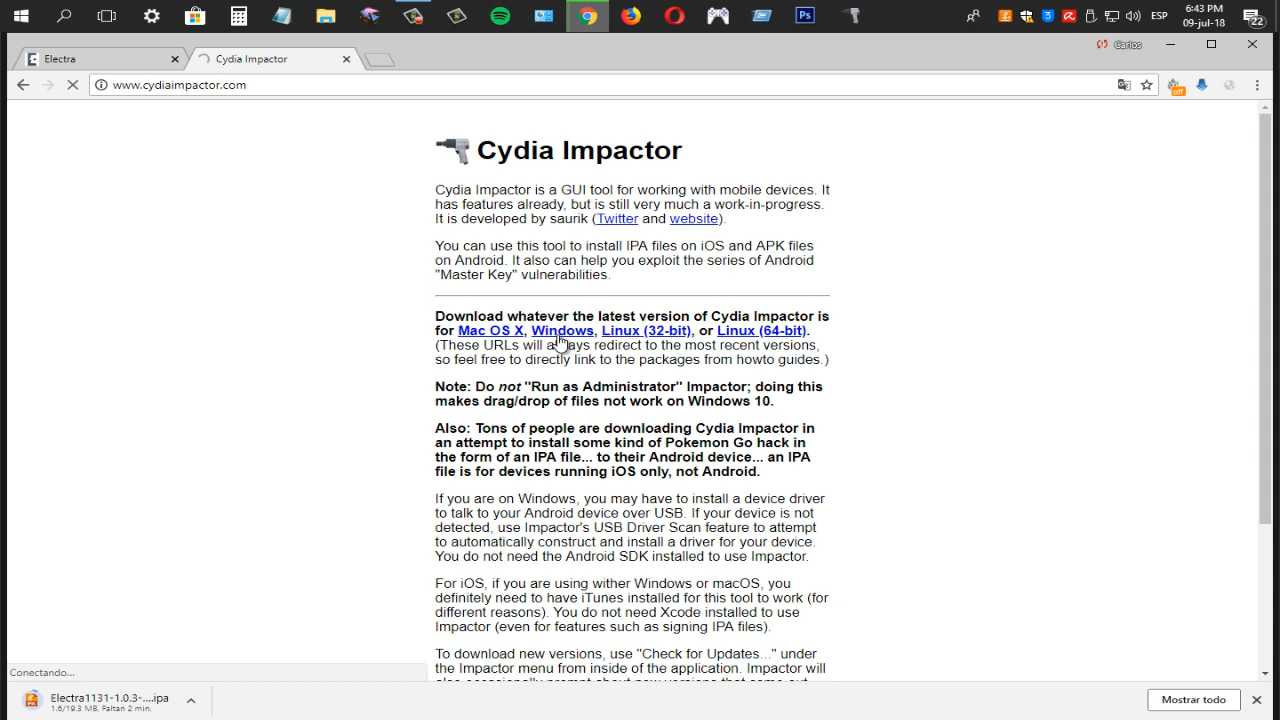 Ps
ESP
6:43 PM
09-jul.-18
22
Electra
Cydia Impactor
Carlos
www.cydiaimpactor.com
off
Cydia Impactor
Cydia Impactor is a GUI tool for working with mobile devices. It
has features already, but is still very much a work-in-progress.
It is developed by saurik (Twitter and website).
You can use this tool to install IPA files on iOS and APK files
on Android. It also can help you exploit the series of Android
"Master Key" vulnerabilities.
Download whatever the latest version of Cydia Impactor is
for Mac OS X, Windows, Linux (32-bit), or Linux (64-bit).
(These URLs will always redirect to the most recent versions,
so feel free to directly link to the packages from howto guides.)
Note: Do not "Run as Administrator" Impactor; doing this
makes drag/drop of files not work on Windows 10.
Also: Tons of people are downloading Cydia Impactor in
an attempt to install some kind of Pokemon Go hack in
the form of an IPA file... to their Android device... an IPA
file is for devices running iOS only, not Android.
If you are on Windows, you may have to install a device driver
to talk to your Android device over USB. If your device is not
detected, use Impactor's USB Driver Scan feature to attempt
to automatically construct and install a driver for your device.
You do not need the Android SDK installed to use Impactor.
For iOS, if you are using wither Windows or macOS, you
definitely need to have iTunes installed for this tool to work (for
different reasons). You do not need Xcode installed to use
Impactor (even for features such as signing IPA files).
To download new versions, use "Check for Updates..." under
the Impactor menu from inside of the application. Impactor will
Conectando...
Electra1131-1.0.3-....ipa
1.6/19.3 MB, Faltan 2 min.
Mostrar todo